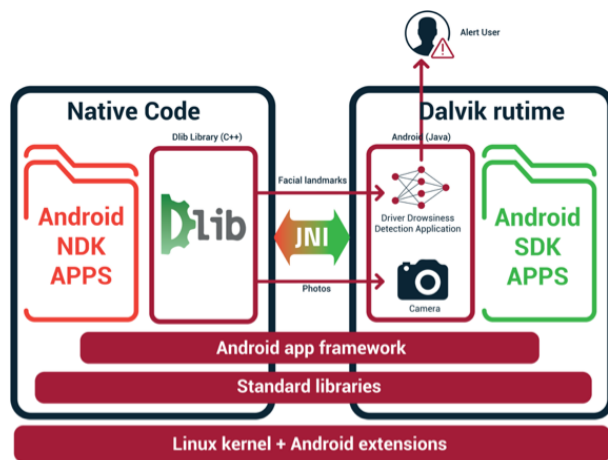 Alert User
Native Code
Dalvik rutime
Dlib Library (C++)
Android (Java)
Android
NDK
APPS
Dlib
Facial landmarks
JNI
Photos
Driver Drowsiness
Detection Application
Camera
Android
SDK
APPS
Android app framework
Standard libraries
Linux kernel + Android extensions